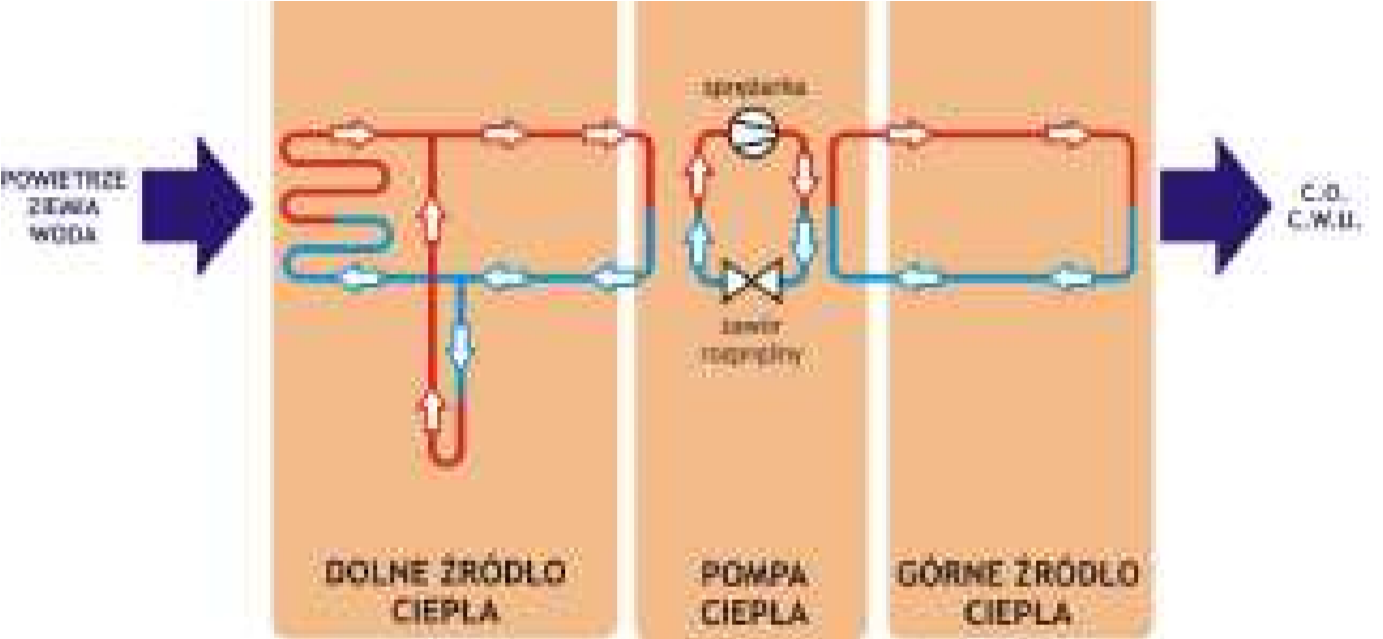 sprężarka
POWIETRZE
ZIEMIA
WODA
C.O.
C.W.U.
zawór
rozprężny
DOLNE ŹRÓDŁO
CIEPŁA
POMPA
CIEPŁA
GÓRNE ŹRÓDŁO
CIEPŁA